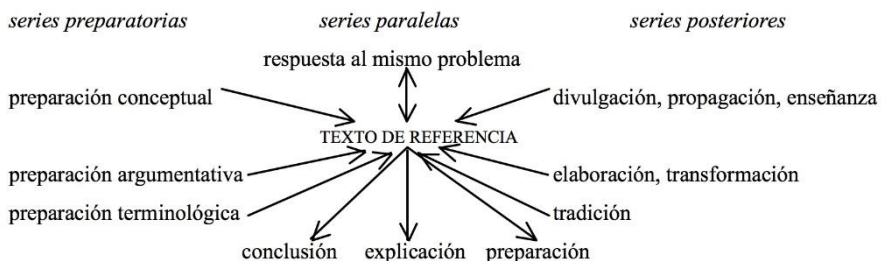 series preparatorias series paralelas series posteriores
respuesta al mismo problema
preparación conceptual divulgación, propagación, enseñanza
TEXTO DE REFERENCIA
preparación argumentativa elaboración, transformación
preparación terminológica tradición
conclusión explicación preparación